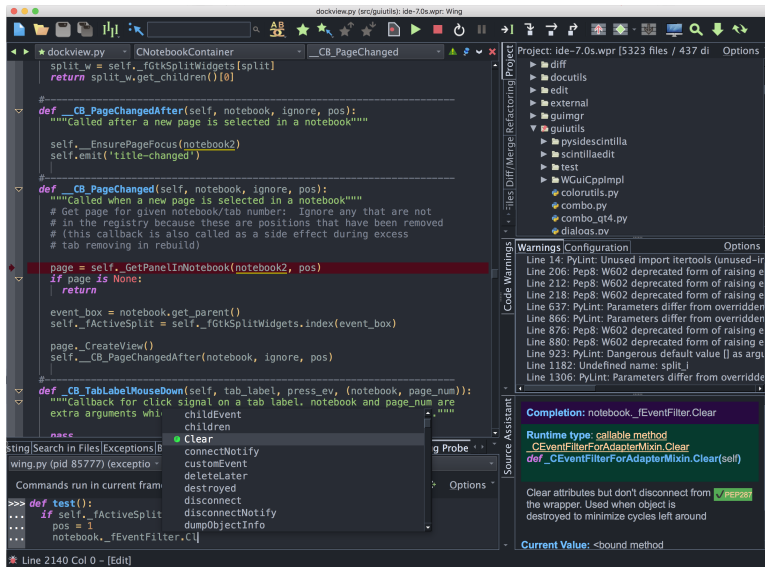 dockview.py (src/guiutils): ide-7.0s.wpr: Wing
dockview.py
CNotebookContainer
__CB_PageChanged
split_w = self._fGtkSplitWidgets[split]
return split_w.get_children()[0]
#----------------------------------------------------------------------
def __CB_PageChangedAfter(self, notebook, ignore, pos):
"""Called after a new page is selected in a notebook"""
self.__EnsurePageFocus(notebook2)
self.emit('title-changed')
#----------------------------------------------------------------------
def __CB_PageChanged(self, notebook, ignore, pos):
"""Called when a new page is selected in a notebook"""
# Get page for given notebook/tab number:  Ignore any that are not
# in the registry because these are positions that have been removed
# (this callback is also called as a side effect during excess
# tab removing in rebuild)
page = self._GetPanelInNotebook(notebook2, pos)
if page is None:
return
event_box = notebook.get_parent()
self._fActiveSplit = self._fGtkSplitWidgets.index(event_box)
page._CreateView()
self.__CB_PageChangedAfter(notebook, ignore, pos)
#----------------------------------------------------------------------
def _CB_TabLabelMouseDown(self, tab_label, press_ev, (notebook, page_num)):
"""Callback for click signal on a tab label. notebook and page_num are
extra arguments whi
."""
pass
childEvent
children
Clear
connectNotify
customEvent
deleteLater
destroyed
disconnect
disconnectNotify
dumpObjectInfo
sting
Search in Files
Exceptions
B
ng Probe
wing.py (pid 85777) (exceptio
Commands run in current fram
Options
>>> def test():
... if self._fActiveSplit
... pos = 1
... notebook._fEventFilter.Cl
Line 2140 Col 0 - [Edit]
Project: ide-7.0s.wpr [5323 files / 437 di
Options
Project
Refactoring
Diff/Merge
Files
diff
docutils
edit
external
guimgr
guiutils
pysidescintilla
scintillaedit
test
WGuiCppImpl
colorutils.py
combo.py
combo_qt4.py
dialogs.py
Code Warnings
Warnings
Configuration
Options
Line 14: PyLint: Unused import itertools (unused-ir
Line 206: Pep8: W602 deprecated form of raising e
Line 212: Pep8: W602 deprecated form of raising e
Line 218: Pep8: W602 deprecated form of raising e
Line 637: PyLint: Parameters differ from overridden
Line 866: PyLint: Parameters differ from overridden
Line 876: Pep8: W602 deprecated form of raising e
Line 880: Pep8: W602 deprecated form of raising e
Line 923: PyLint: Dangerous default value [] as argu
Line 1182: Undefined name: split_i
Line 1306: PyLint: Parameters differ from overridden
Source Assistant
Completion: notebook._fEventFilter.Clear
Runtime type: callable method
_CEventFilterForAdapterMixin.Clear
def _CEventFilterForAdapterMixin.Clear(self)
Clear attributes but don't disconnect from
the wrapper. Used when object is
destroyed to minimize cycles left around
PEP287
Current Value: <bound method